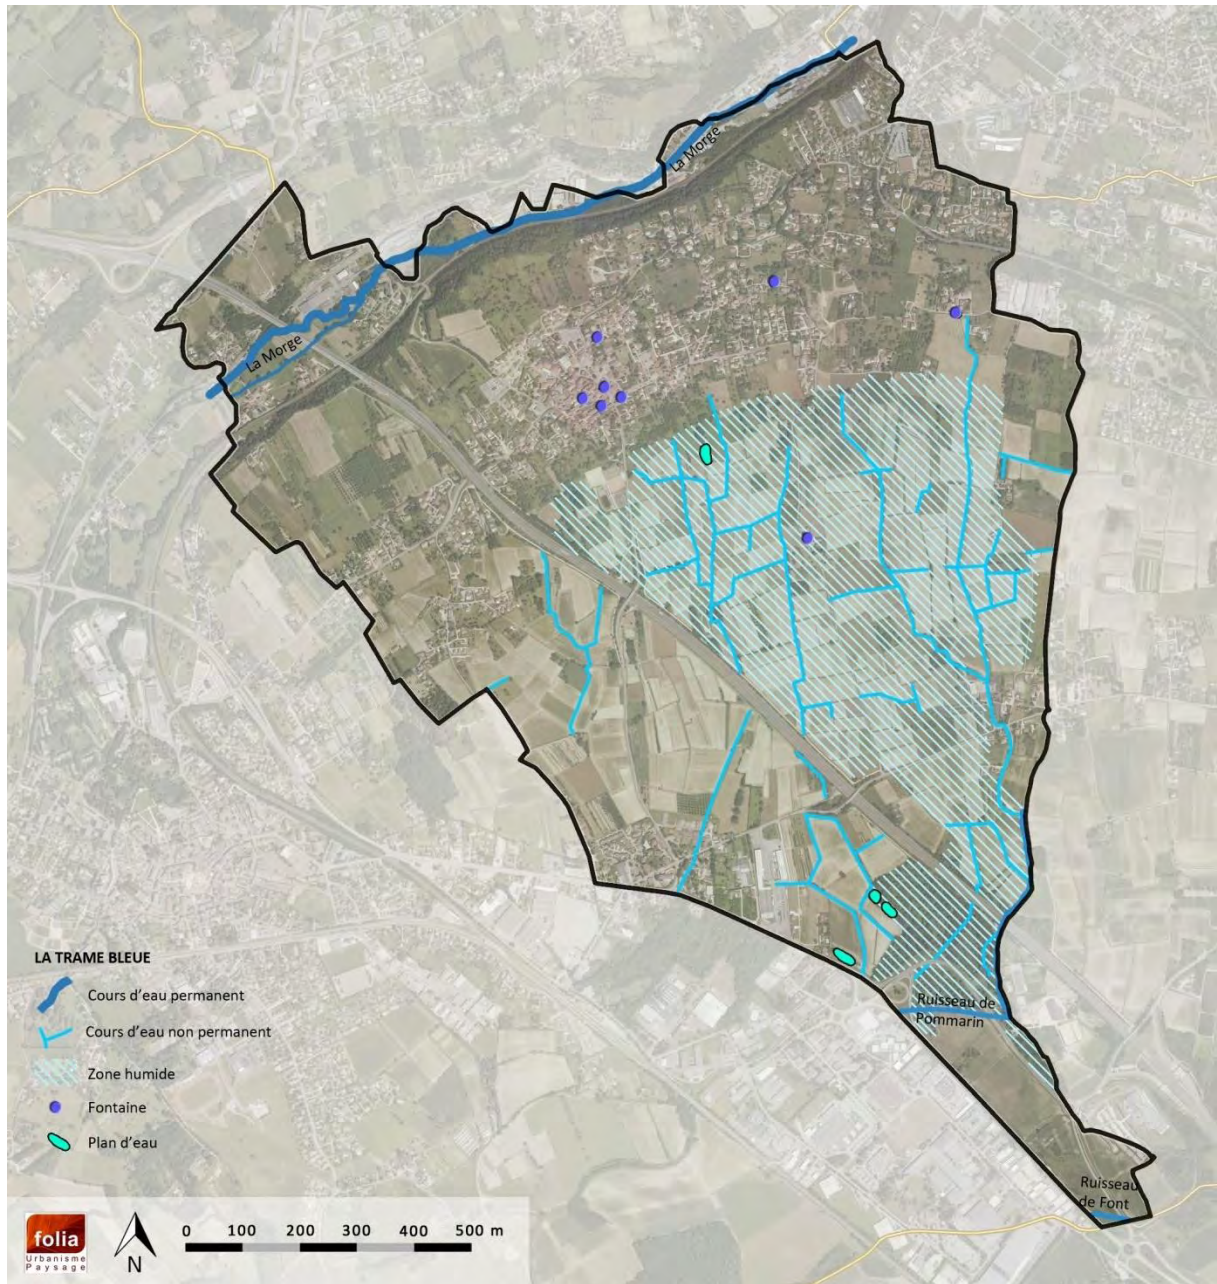 La Morge
La Morge
LA TRAME BLEUE
Cours d'eau permanent
Cours d'eau non permanent
Zone humide
Fontaine
Plan d'eau
Ruisseau de
Pommarin
Ruisseau
de Font
folia
Urbanisme
Paysage
N
0 100 200 300 400 500 m